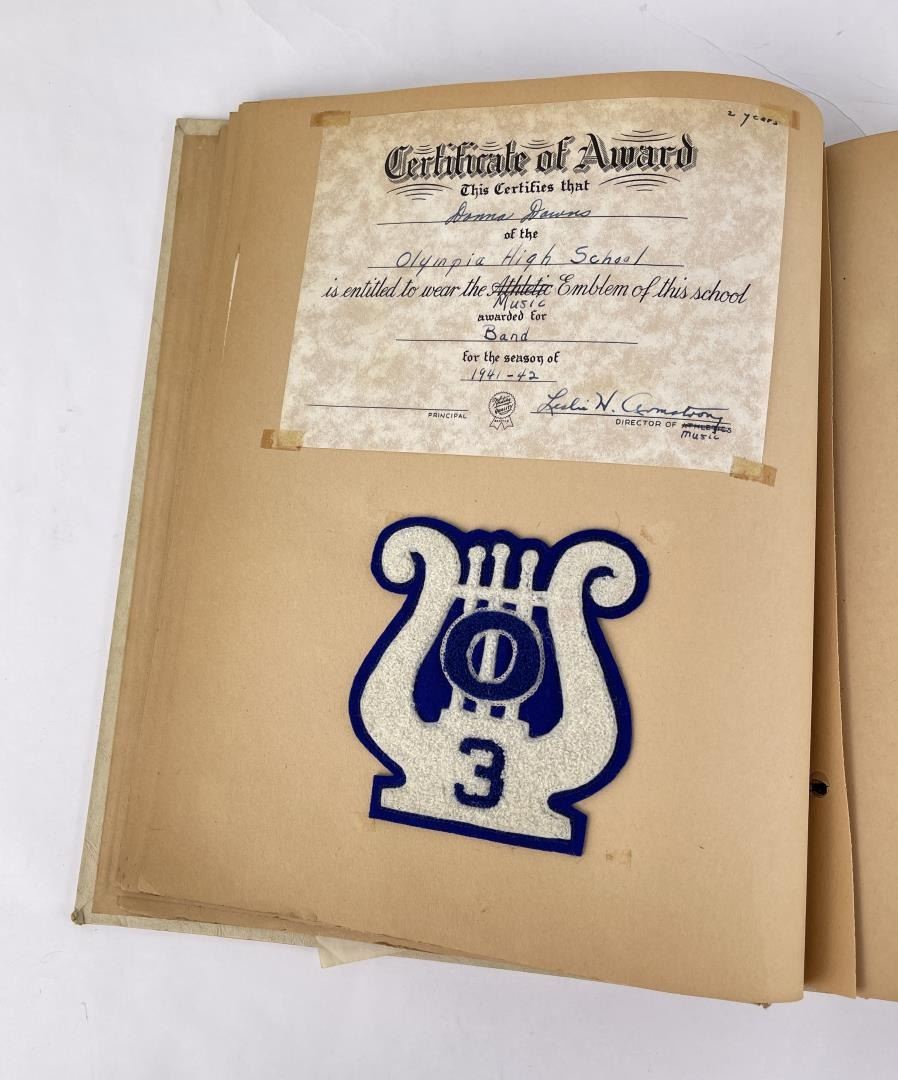 2 years
Certificate of Award
This Certifies that
Donna Downs
of the
Olympia High School
is entitled to wear the Athletic Emblem of this school
Music
awarded for
Band
for the season of
1941-42
Leslie H. Armstrong
PRINCIPAL
DIRECTOR OF ATHLETICS
Music
QUALITY
O
3